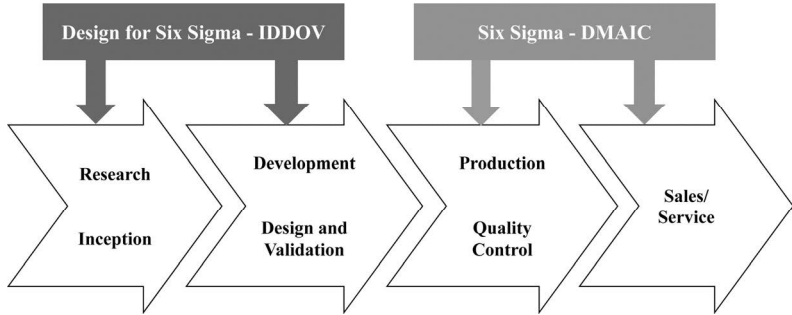 Design for Six Sigma - IDDOV
Six Sigma - DMAIC
Research
Inception
Development
Design and
Validation
Production
Quality
Control
Sales/
Service